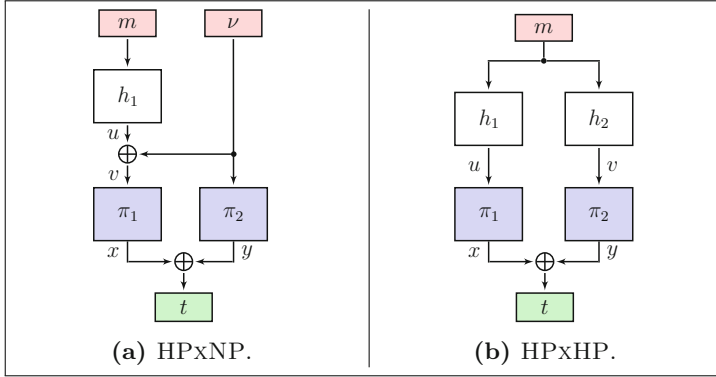 m ν
h₁
u
v
π₁ π₂
x y
t
(a) HPxNP.
m
h₁ h₂
u v
π₁ π₂
x y
t
(b) HPxHP.